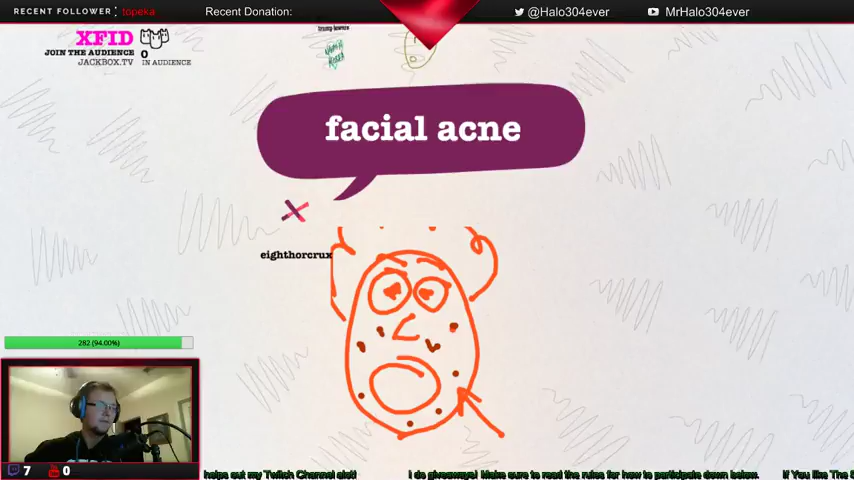 RECENT FOLLOWER
topeka
Recent Donation:
@Halo304ever
MrHalo304ever
XFID
JOIN THE AUDIENCE
JACKBOX.TV
0
IN AUDIENCE
facial acne
eighthorcrux
282 (94.00%)
7
0
helps out my Twitch Channel alot!
I do giveaways! Make sure to read the rules for how to participate down below.
If You like The S